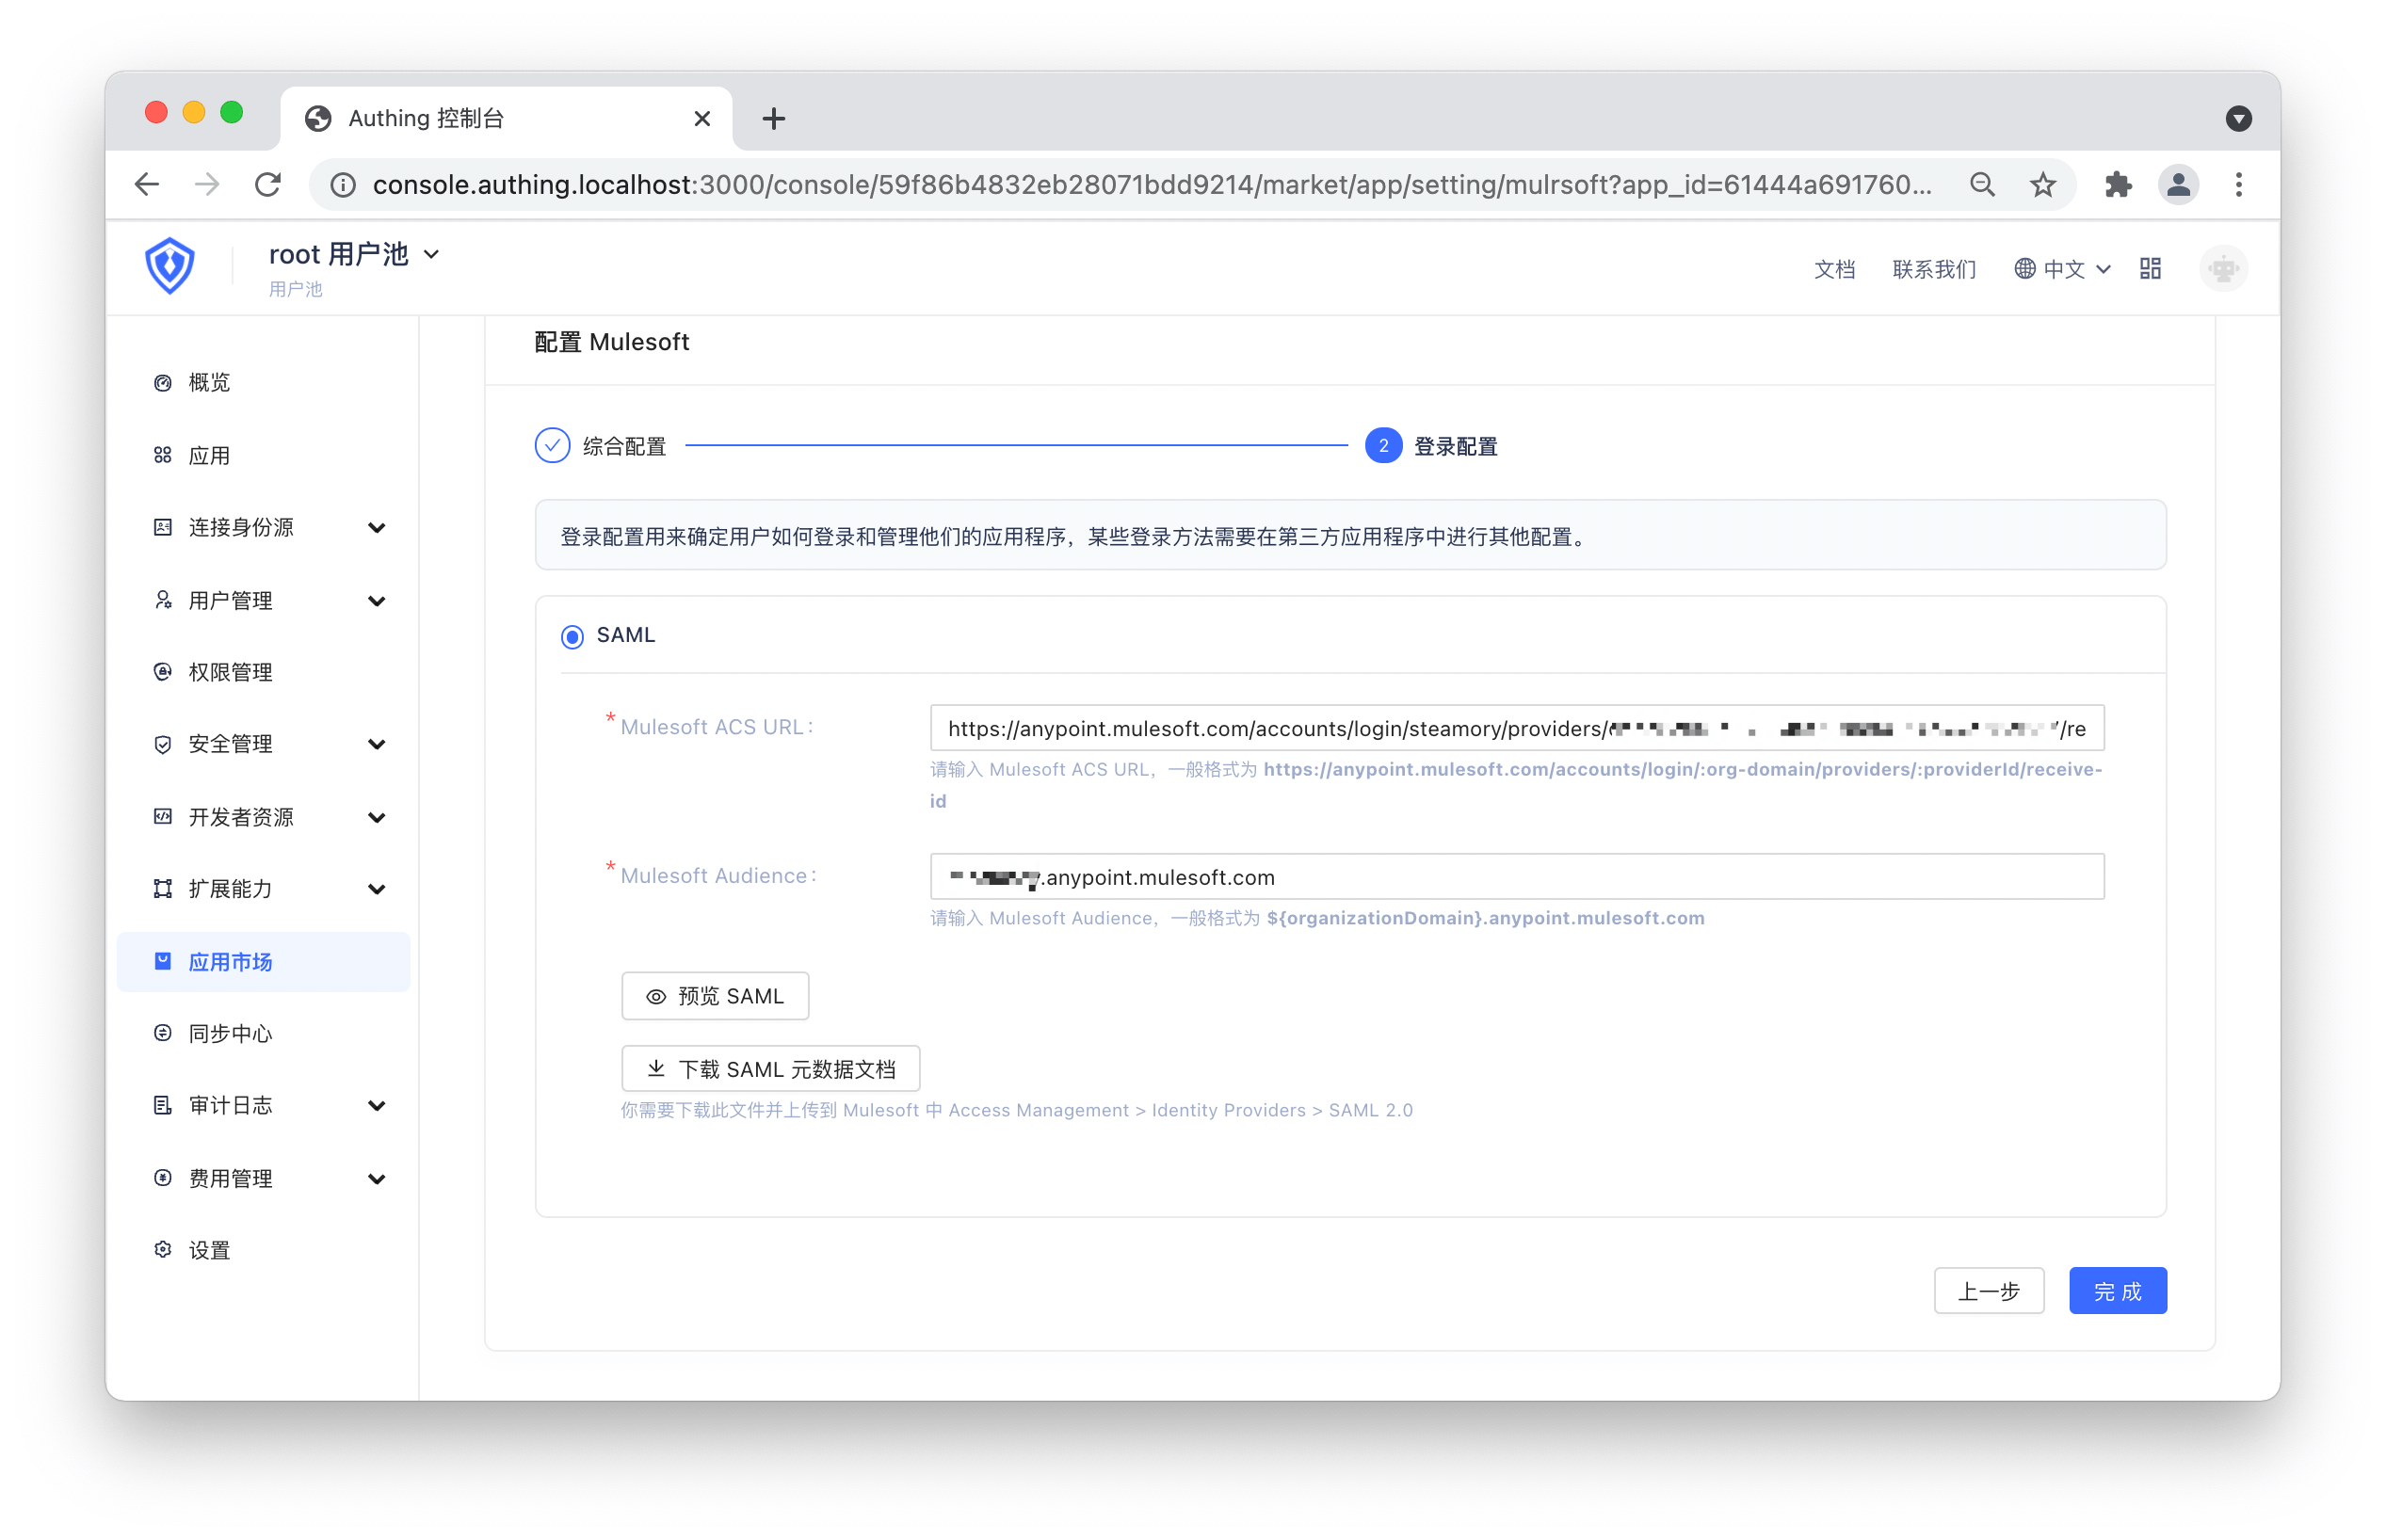 Authing 控制台
console.authing.localhost:3000/console/59f86b4832eb28071bdd9214/market/app/setting/mulrsoft?app_id=61444a691760...
root 用户池
用户池
文档
联系我们
中文
概览
应用
连接身份源
用户管理
权限管理
安全管理
开发者资源
扩展能力
应用市场
同步中心
审计日志
费用管理
设置
配置 Mulesoft
综合配置
2 登录配置
登录配置用来确定用户如何登录和管理他们的应用程序，某些登录方法需要在第三方应用程序中进行其他配置。
SAML
* Mulesoft ACS URL:
https://anypoint.mulesoft.com/accounts/login/steamory/providers/ /re
请输入 Mulesoft ACS URL，一般格式为 https://anypoint.mulesoft.com/accounts/login/:org-domain/providers/:providerId/receive-
id
* Mulesoft Audience:
.anypoint.mulesoft.com
请输入 Mulesoft Audience，一般格式为 ${organizationDomain}.anypoint.mulesoft.com
预览 SAML
下载 SAML 元数据文档
你需要下载此文件并上传到 Mulesoft 中 Access Management > Identity Providers > SAML 2.0
上一步
完 成